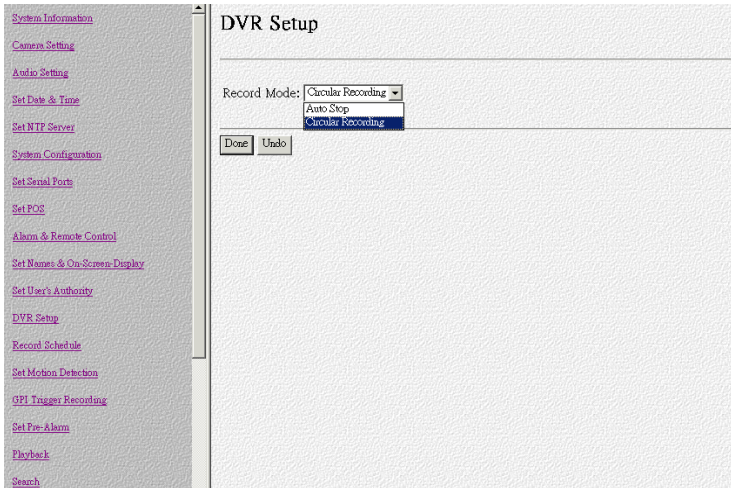 System Information
Camera Setting
Audio Setting
Set Date & Time
Set NTP Server
System Configuration
Set Serial Ports
Set POS
Alarm & Remote Control
Set Names & On-Screen-Display
Set User's Authority
DVR Setup
Record Schedule
Set Motion Detection
GPI Trigger Recording
Set Pre-Alarm
Playback
Search
DVR Setup
Record Mode: Circular Recording
Auto Stop
Circular Recording
Done Undo